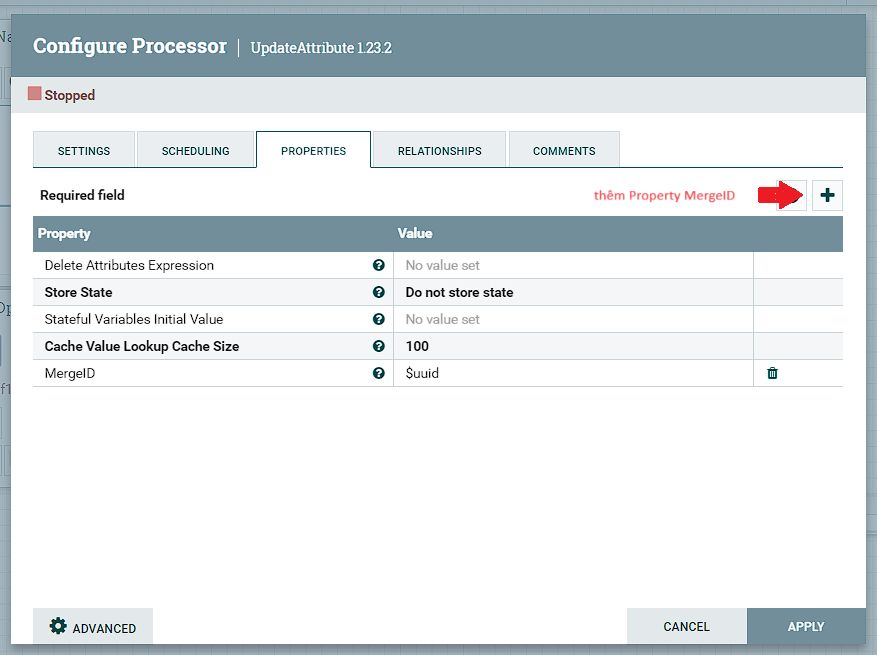 Configure Processor | UpdateAttribute 1.23.2
Stopped
SETTINGS SCHEDULING PROPERTIES RELATIONSHIPS COMMENTS
Required field thêm Property MergeID
Property Value
Delete Attributes Expression No value set
Store State Do not store state
Stateful Variables Initial Value No value set
Cache Value Lookup Cache Size 100
MergeID $uuid
ADVANCED CANCEL APPLY